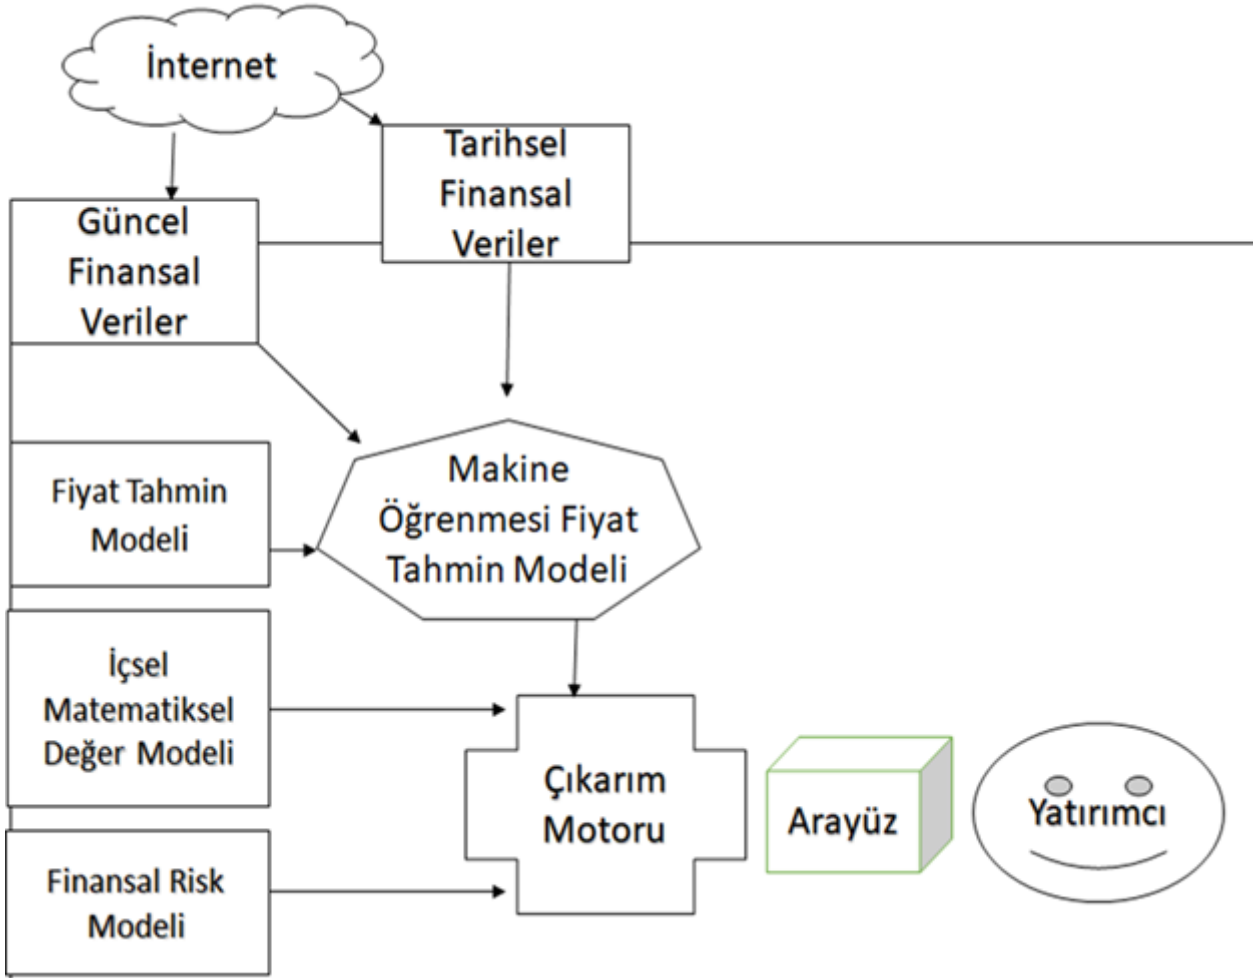 İnternet
Tarihsel
Finansal
Veriler
Güncel
Finansal
Veriler
Fiyat Tahmin
Modeli
Makine
Öğrenmesi Fiyat
Tahmin Modeli
İçsel
Matematiksel
Değer Modeli
Çıkarım
Motoru
Arayüz
Yatırımcı
Finansal Risk
Modeli